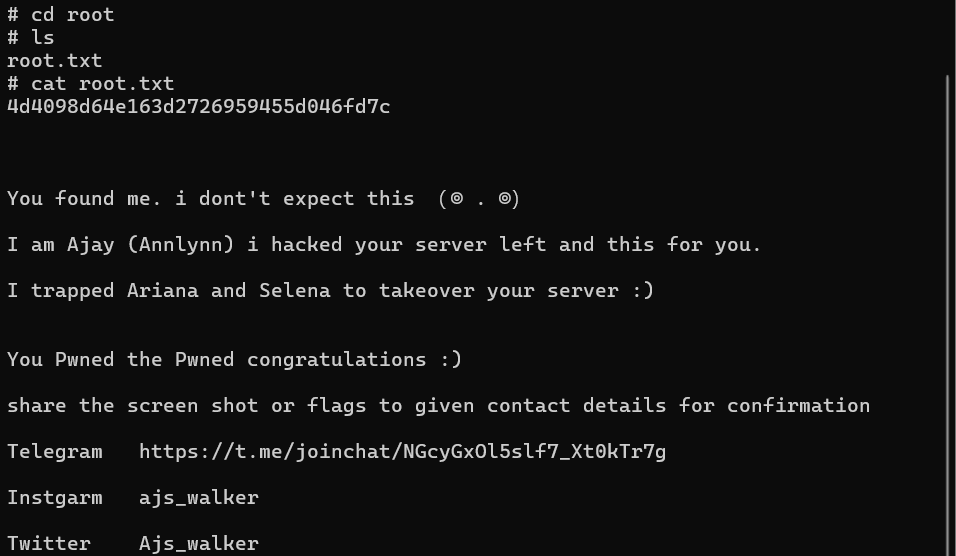 # cd root
# ls
root.txt
# cat root.txt
4d4098d64e163d2726959455d046fd7c
You found me. i dont't expect this  (◎ . ◎)
I am Ajay (Annlynn) i hacked your server left and this for you.
I trapped Ariana and Selena to takeover your server :)
You Pwned the Pwned congratulations :)
share the screen shot or flags to given contact details for confirmation
Telegram   https://t.me/joinchat/NGcyGxOl5slf7_Xt0kTr7g
Instgarm   ajs_walker
Twitter    Ajs_walker